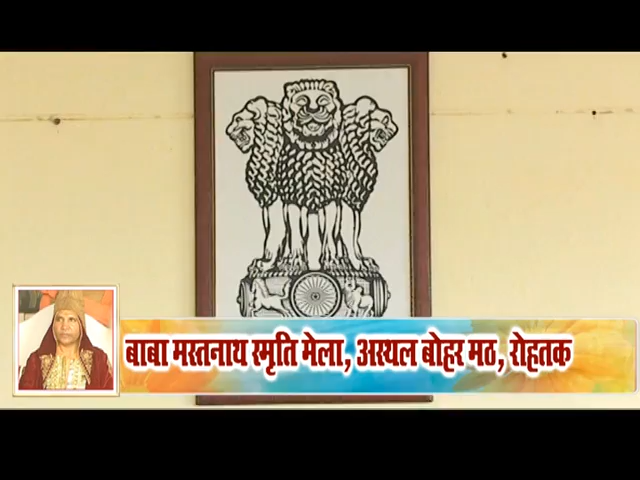 बाबा मस्तनाथ स्मृति मेला, अस्थल बोहर मठ, रोहतक